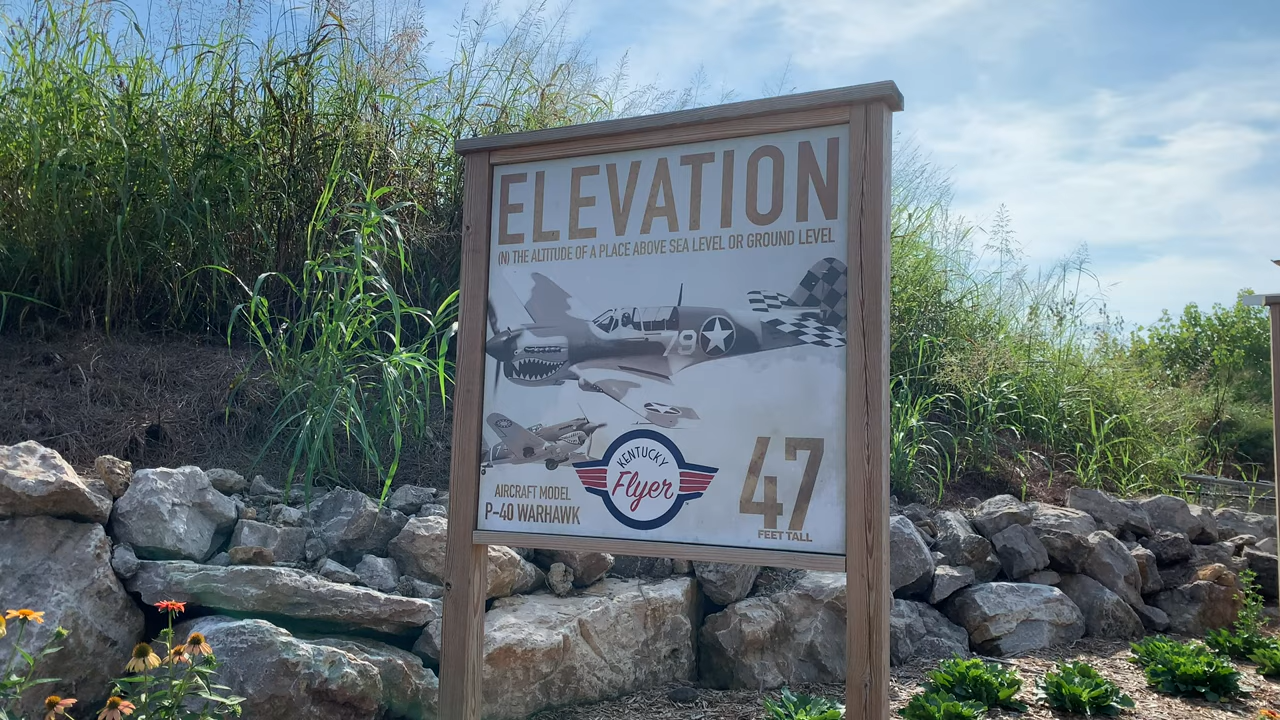 ELEVATION
(N) THE ALTITUDE OF A PLACE ABOVE SEA LEVEL OR GROUND LEVEL
79
KENTUCKY
Flyer
AIRCRAFT MODEL
P-40 WARHAWK
47
FEET TALL